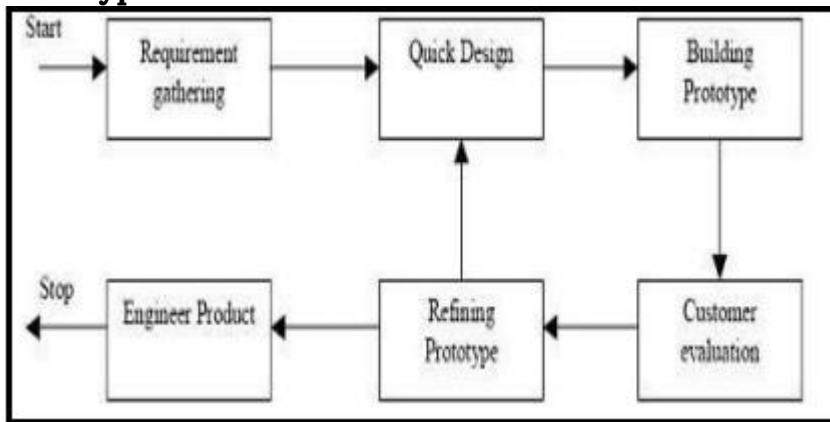 Start
Requirement
gathering
Quick Design
Building
Prototype
Stop
Engineer Product
Refining
Prototype
Customer
evaluation